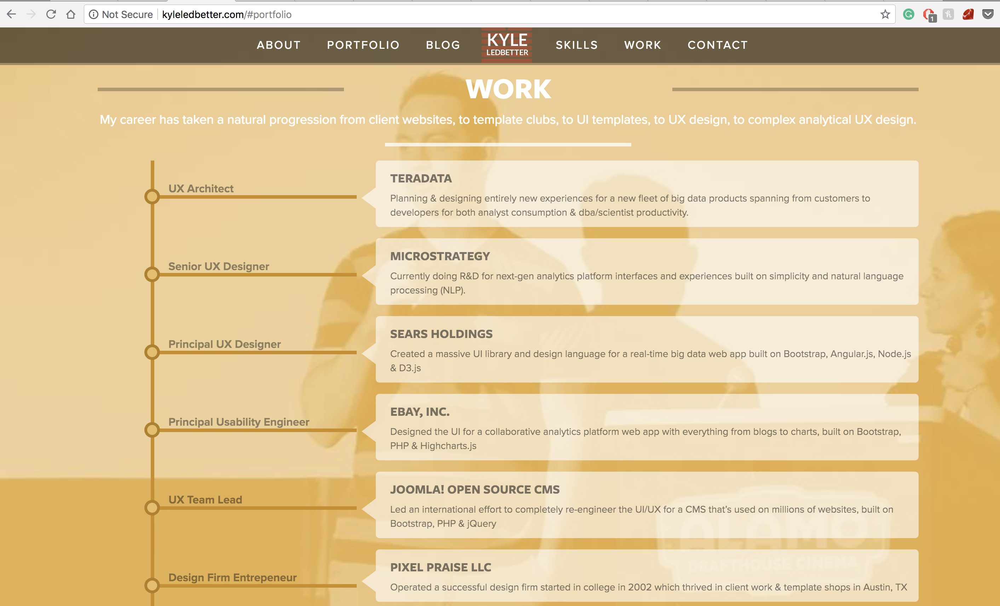 Not Secure kyleledbetter.com/#portfolio
1
ABOUT PORTFOLIO BLOG KYLE LEDBETTER SKILLS WORK CONTACT
WORK
My career has taken a natural progression from client websites, to template clubs, to UI templates, to UX design, to complex analytical UX design.
UX Architect
TERADATA
Planning & designing entirely new experiences for a new fleet of big data products spanning from customers to
developers for both analyst consumption & dba/scientist productivity.
Senior UX Designer
MICROSTRATEGY
Currently doing R&D for next-gen analytics platform interfaces and experiences built on simplicity and natural language
processing (NLP).
Principal UX Designer
SEARS HOLDINGS
Created a massive UI library and design language for a real-time big data web app built on Bootstrap, Angular.js, Node.js
& D3.js
Principal Usability Engineer
EBAY, INC.
Designed the UI for a collaborative analytics platform web app with everything from blogs to charts, built on Bootstrap,
PHP & Highcharts.js
UX Team Lead
JOOMLA! OPEN SOURCE CMS
Led an international effort to completely re-engineer the UI/UX for a CMS that’s used on millions of websites, built on
Bootstrap, PHP & jQuery
ALAMO
DRAFTHOUSE CINEMA
Design Firm Entrepeneur
PIXEL PRAISE LLC
Operated a successful design firm started in college in 2002 which thrived in client work & template shops in Austin, TX